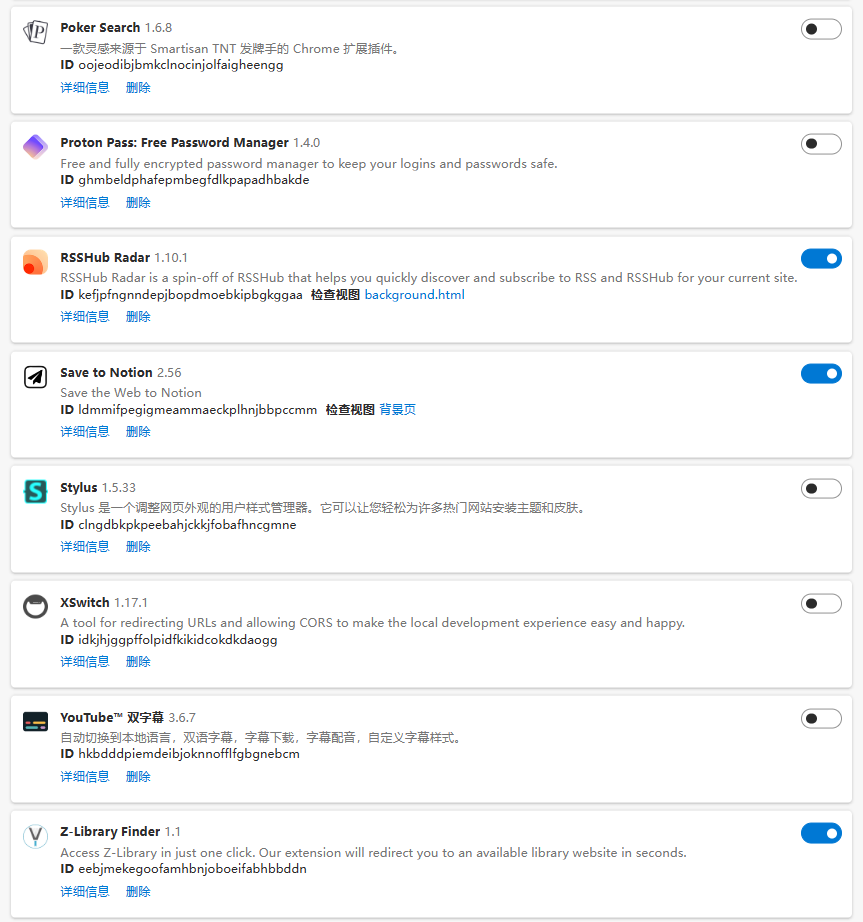 Poker Search 1.6.8
一款灵感来源于 Smartisan TNT 发牌手的 Chrome 扩展插件。
ID oojeodibjbmkclnocinjolfaigheengg
详细信息 删除
Proton Pass: Free Password Manager 1.4.0
Free and fully encrypted password manager to keep your logins and passwords safe.
ID ghmbeldphafepmbegfdlkpapadhbakde
详细信息 删除
RSSHub Radar 1.10.1
RSSHub Radar is a spin-off of RSSHub that helps you quickly discover and subscribe to RSS and RSSHub for your current site.
ID kefjpfngnndepjbopdmoebkipbgkggaa 检查视图 background.html
详细信息 删除
Save to Notion 2.56
Save the Web to Notion
ID ldmmifpegigmeammaeckplhnjbbpccmm 检查视图 背景页
详细信息 删除
Stylus 1.5.33
Stylus 是一个调整网页外观的用户样式管理器。它可以让您轻松为许多热门网站安装主题和皮肤。
ID clngdbkpkpeebahjckkjfobafhncgmne
详细信息 删除
XSwitch 1.17.1
A tool for redirecting URLs and allowing CORS to make the local development experience easy and happy.
ID idkjhjggpffolpidfkikidcokdkdaogg
详细信息 删除
YouTube™ 双字幕 3.6.7
自动切换到本地语言，双语字幕，字幕下载，字幕配音，自定义字幕样式。
ID hkbdddpiemdeibjoknnofflfgbgnebcm
详细信息 删除
Z-Library Finder 1.1
Access Z-Library in just one click. Our extension will redirect you to an available library website in seconds.
ID eebjmekegoofamhbnjoboeifabhbbddn
详细信息 删除